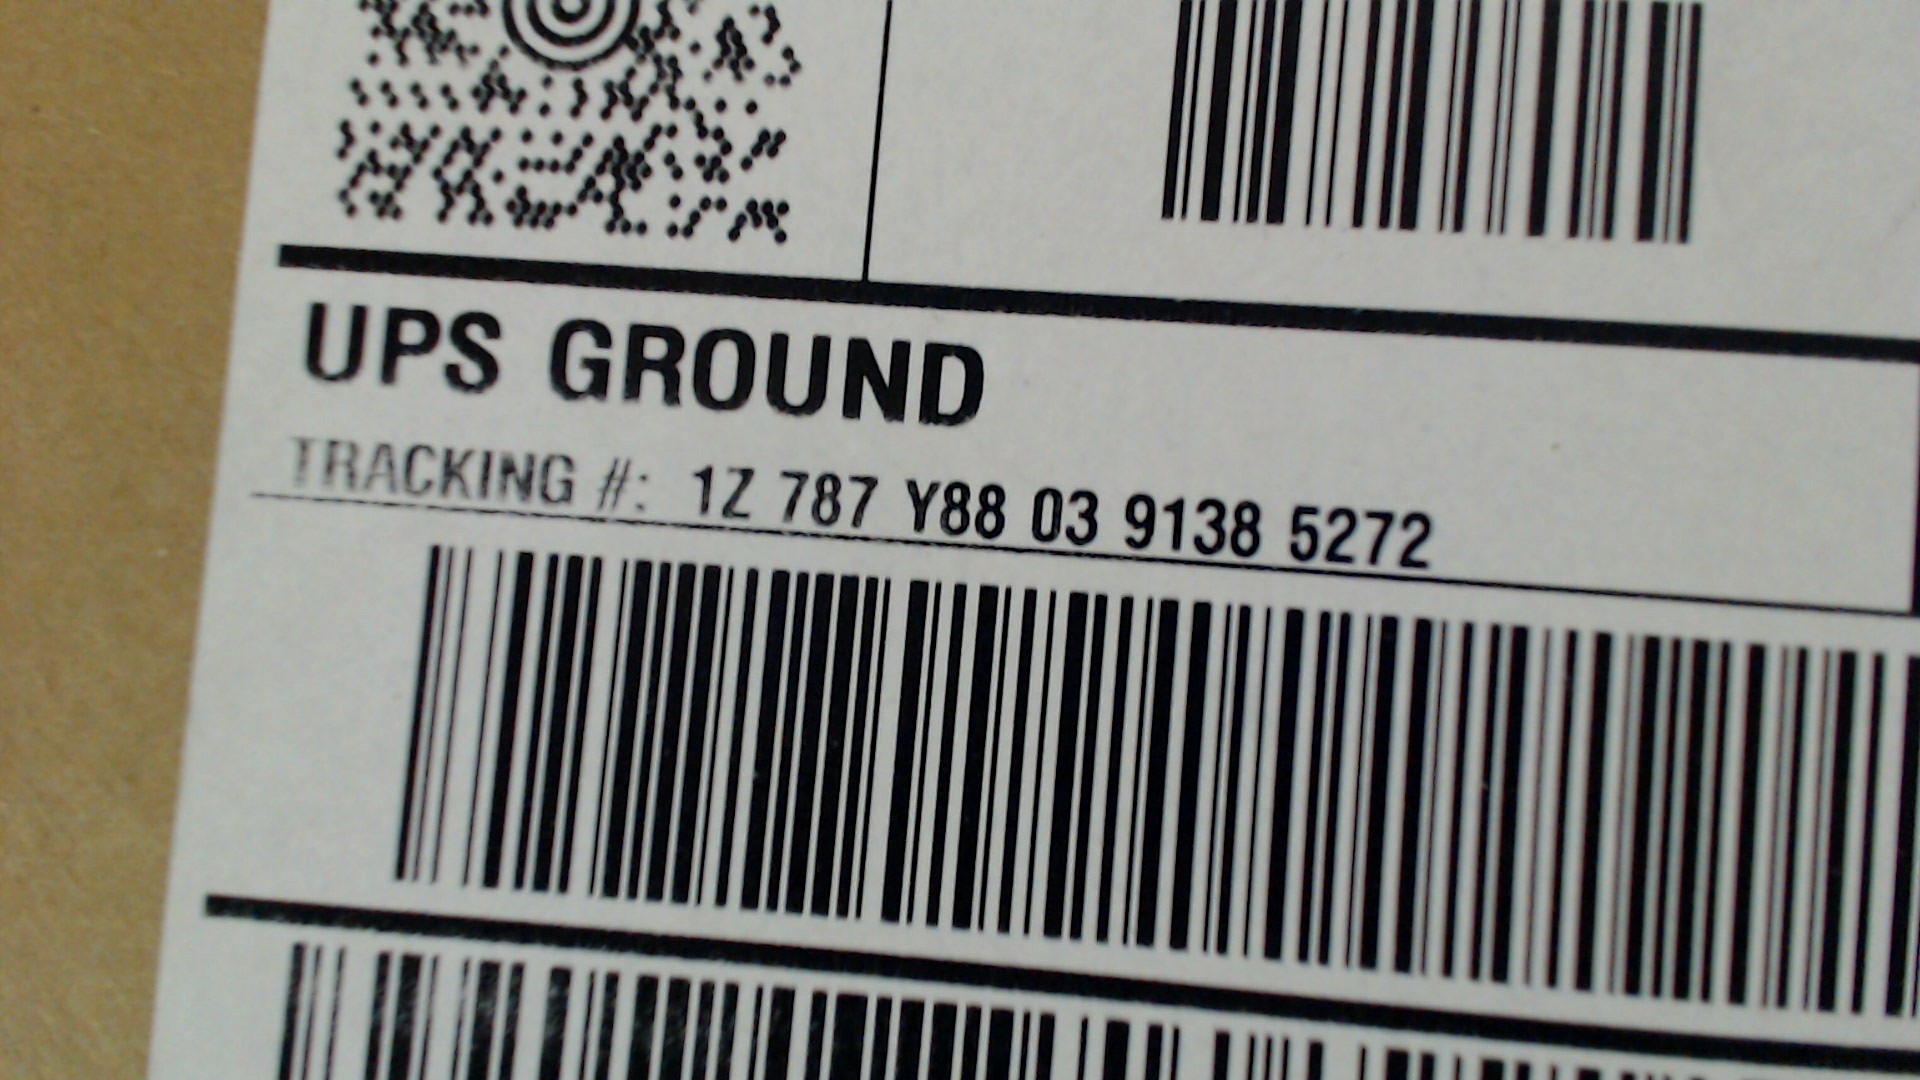 UPS GROUND
TRACKING #: 1Z 787 Y88 03 9138 5272